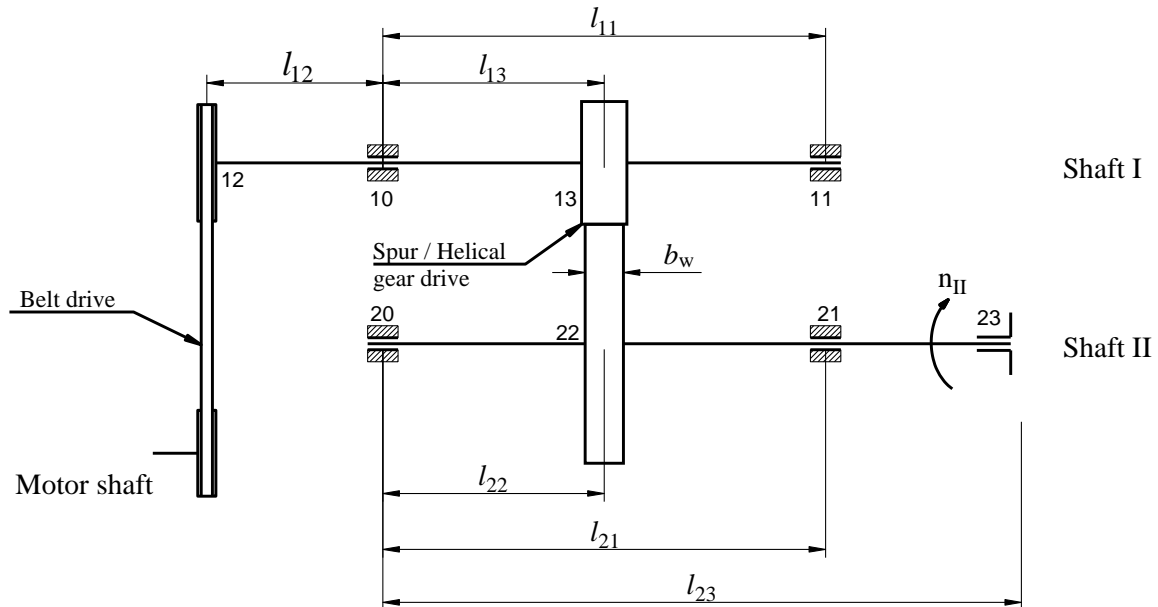 l11
l12
l13
12
10
13
11
Shaft I
Spur / Helical
gear drive
bw
nII
Belt drive
20
22
21
23
Shaft II
Motor shaft
l22
l21
l23